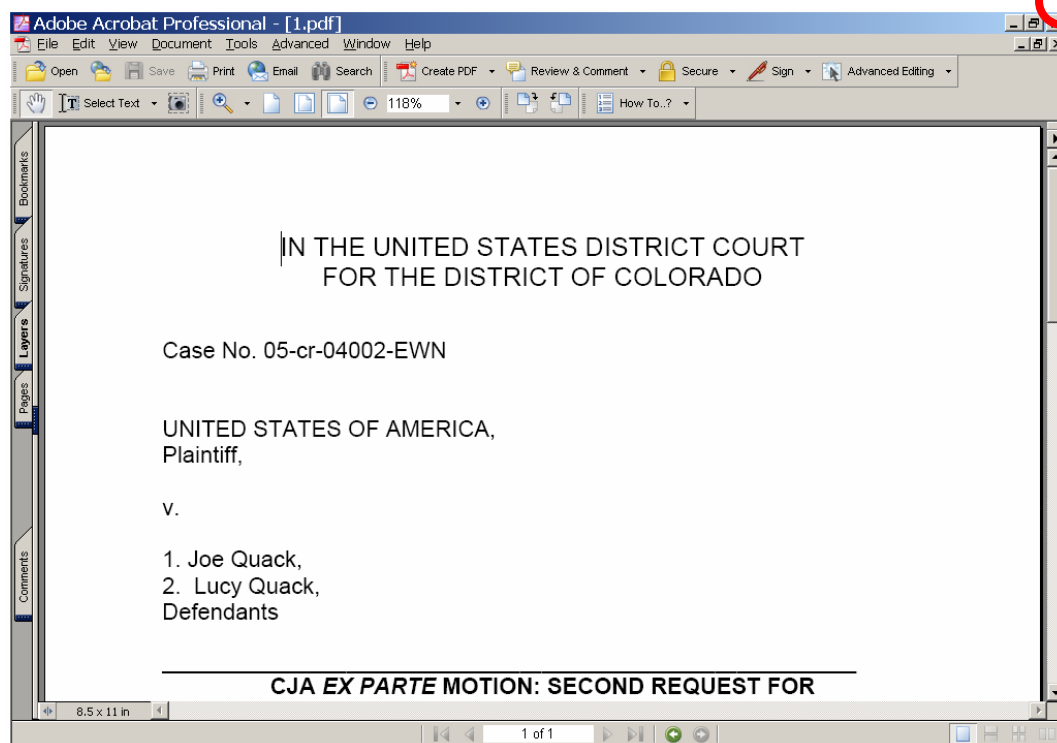 Adobe Acrobat Professional - [1.pdf]
File Edit View Document Tools Advanced Window Help
Open Save Print Email Search Create PDF Review & Comment Secure Sign Advanced Editing
Select Text 118% How To..?
Bookmarks
Signatures
Layers
Pages
Comments
IN THE UNITED STATES DISTRICT COURT
FOR THE DISTRICT OF COLORADO
Case No. 05-cr-04002-EWN
UNITED STATES OF AMERICA,
Plaintiff,
v.
1. Joe Quack,
2. Lucy Quack,
Defendants
CJA EX PARTE MOTION: SECOND REQUEST FOR
8.5 x 11 in
1 of 1